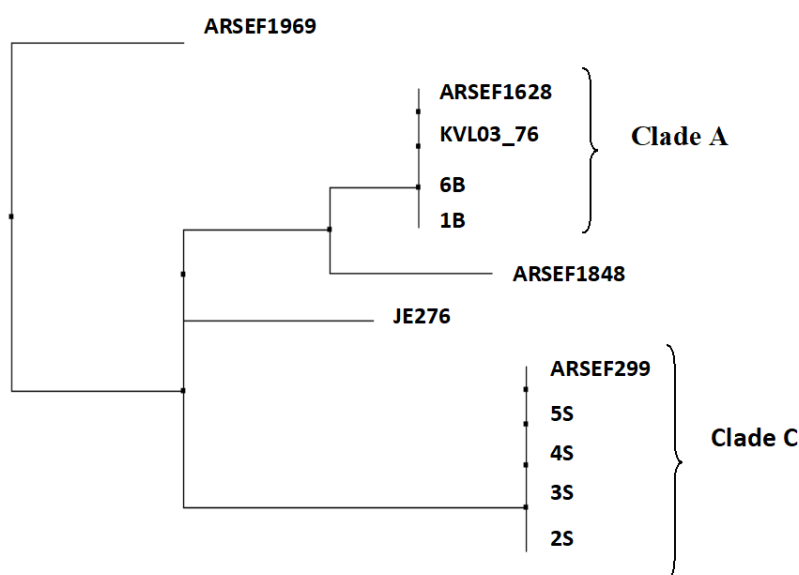 ARSEF1969
ARSEF1628
KVL03_76
Clade A
6B
1B
ARSEF1848
JE276
ARSEF299
5S
Clade C
4S
3S
2S